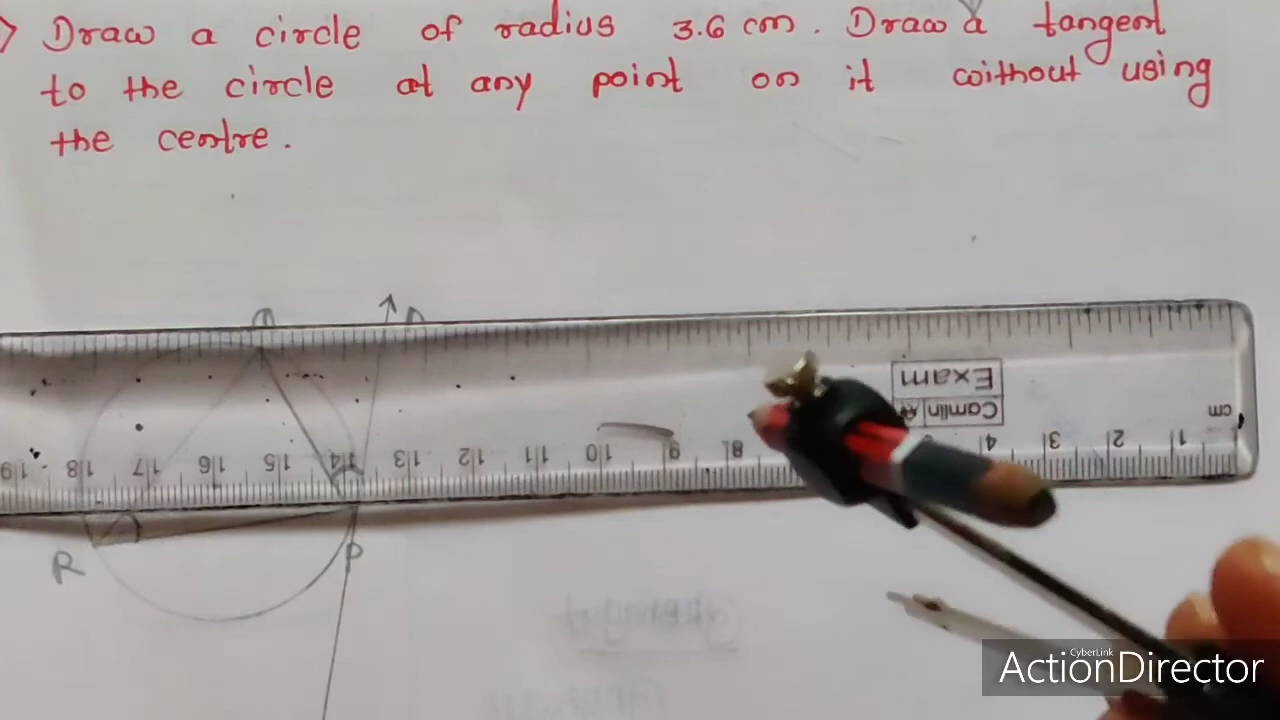 Draw a circle of radius 3.6 cm. Draw a tangent
to the circle at any point on it without using
the centre.
Exam
Camlin
cm
19 18 17 16 15 14 13 12 11 10 9 8 4 3 2 1
R
P
CyberLink
ActionDirector